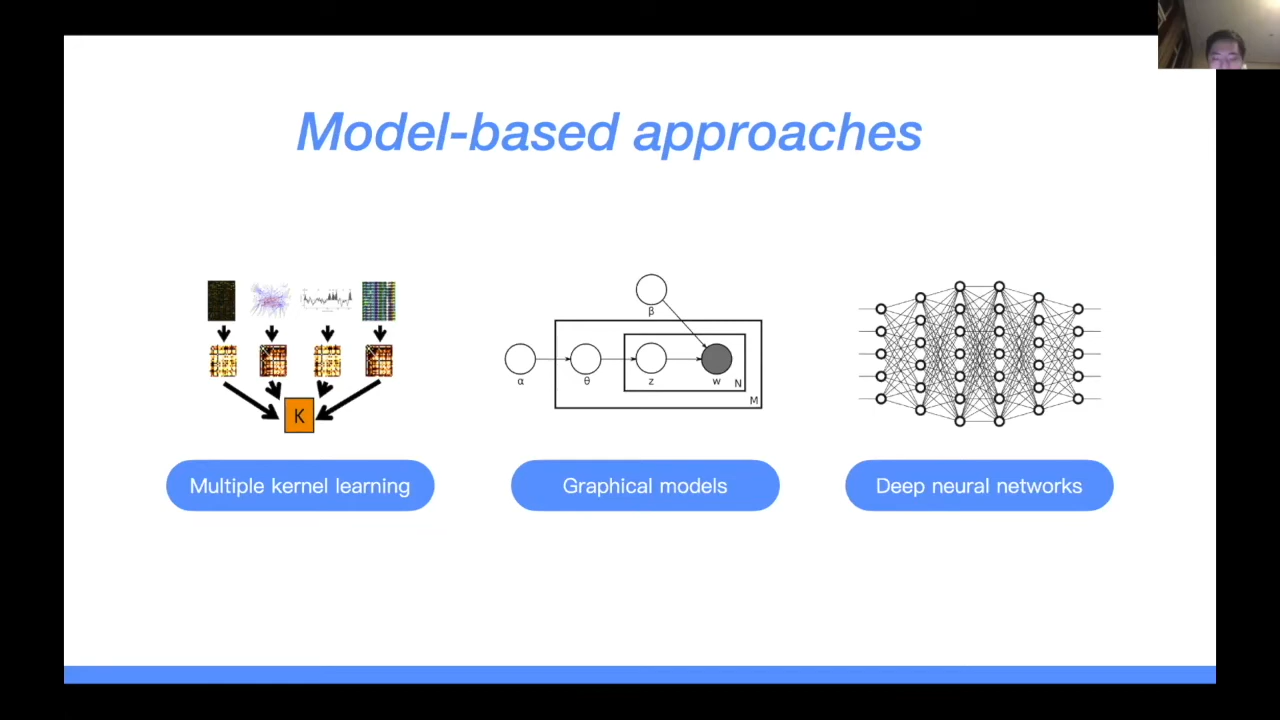 Model-based approaches
K
β
α
θ
z
w
N
M
Multiple kernel learning
Graphical models
Deep neural networks